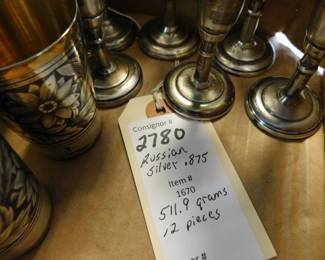 Consignor #
2780
Russian
silver .875
Item #
1670
511.9 grams
12 pieces